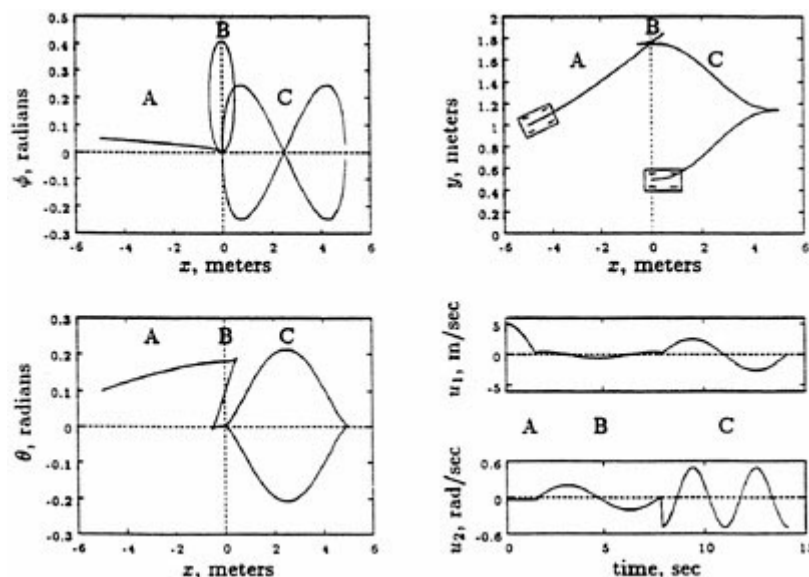 0.5
0.4
0.3
0.2
0.1
0
-0.1
-0.2
-0.3
-6 -4 -2 0 2 4 6
A
B
C
ϕ, radians
x, meters
2
1.8
1.6
1.4
1.2
1
0.8
0.6
0.4
0.2
0
-6 -4 -2 0 2 4 6
A
B
C
y, meters
x, meters
0.3
0.2
0.1
0
-0.1
-0.2
-0.3
-6 -4 -2 0 2 4 6
A B C
θ, radians
x, meters
5
0
-5
u₁, m/sec
A B C
0.6
0
-0.6
0 5 10 15
u₂, rad/sec
time, sec